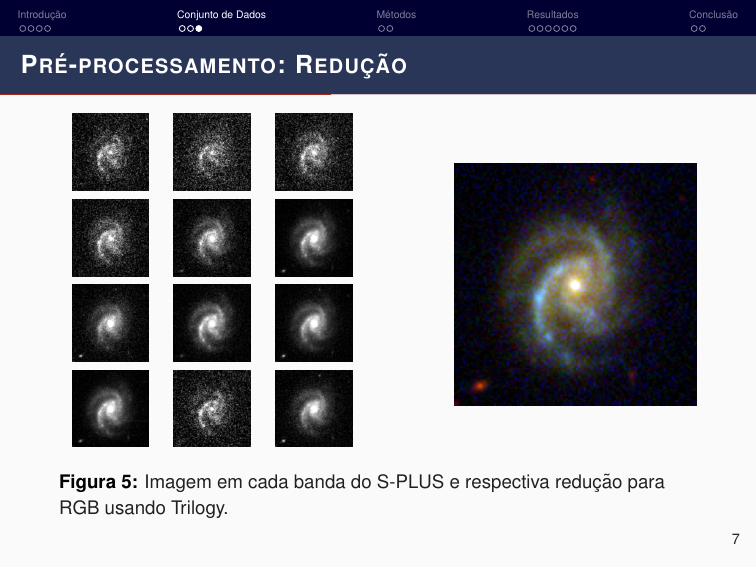 Introdução
Conjunto de Dados
Métodos
Resultados
Conclusão
PRÉ-PROCESSAMENTO: REDUÇÃO
Figura 5: Imagem em cada banda do S-PLUS e respectiva redução para
RGB usando Trilogy.
7